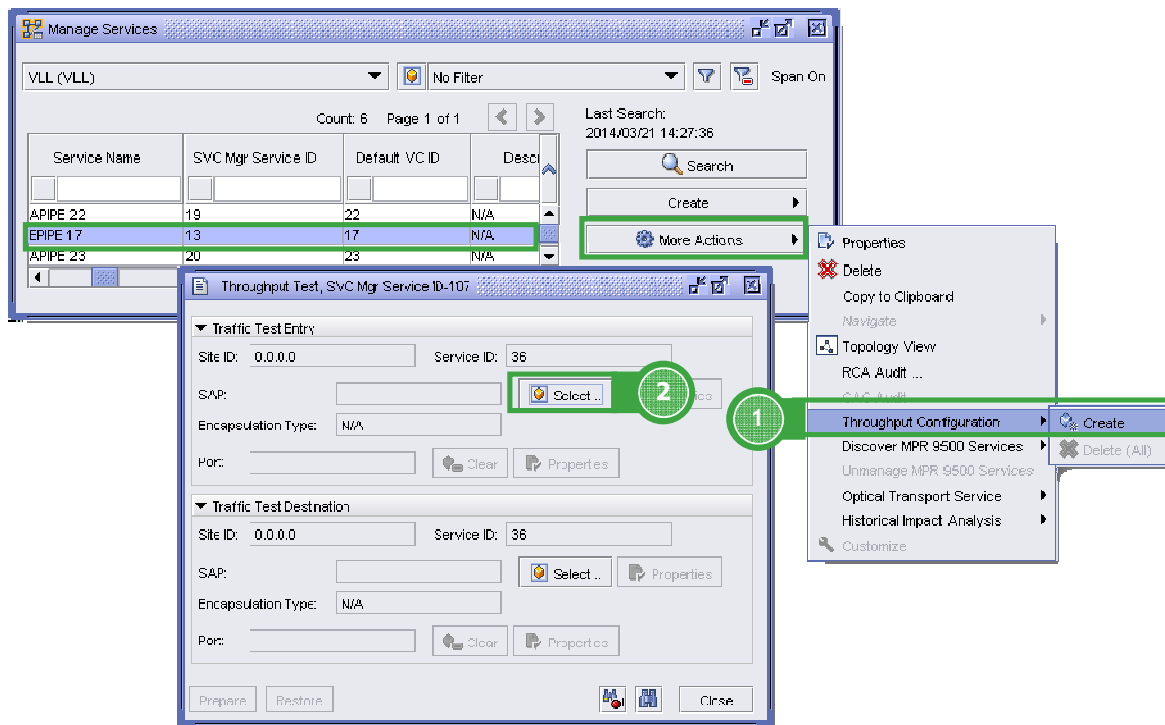 Manage Services
VLL (VLL)
No Filter
Span On
Count: 6 Page 1 of 1
Last Search:
2014/03/21 14:27:36
Service Name SVC Mgr Service ID Default VC ID Descr
Search
Create
More Actions
APIPE 22 19 22 N/A
EPIPE 17 13 17 N/A
APIPE 23 20 23 N/A
Properties
Delete
Copy to Clipboard
Navigate
Topology View
RCA Audit ...
CAC Audit
Throughput Configuration
Create
Discover MPR 9500 Services
Delete (All)
Unmanage MPR 9500 Services
Optical Transport Service
Historical Impact Analysis
Customize
1
Throughput Test, SVC Mgr Service ID-107
Traffic Test Entry
Site ID: 0.0.0.0 Service ID: 36
SAP: Select ..
2
Encapsulation Type: N/A
Port: Clear Properties
Traffic Test Destination
Site ID: 0.0.0.0 Service ID: 36
SAP: Select .. Properties
Encapsulation Type: N/A
Port: Clear Properties
Prepare Restore Close